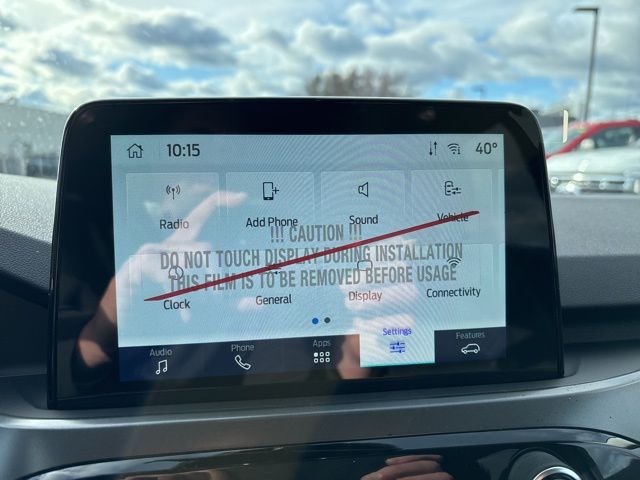 10:15 40°
Radio Add Phone Sound Vehicle
!!! CAUTION !!!
DO NOT TOUCH DISPLAY DURING INSTALLATION
THIS FILM IS TO BE REMOVED BEFORE USAGE
Clock General Display Connectivity
Audio Phone Apps Settings Features